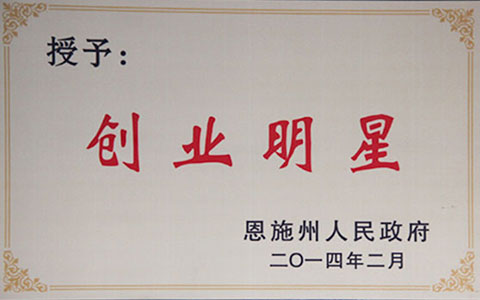 授予：
创业明星
恩施州人民政府
二〇一四年二月